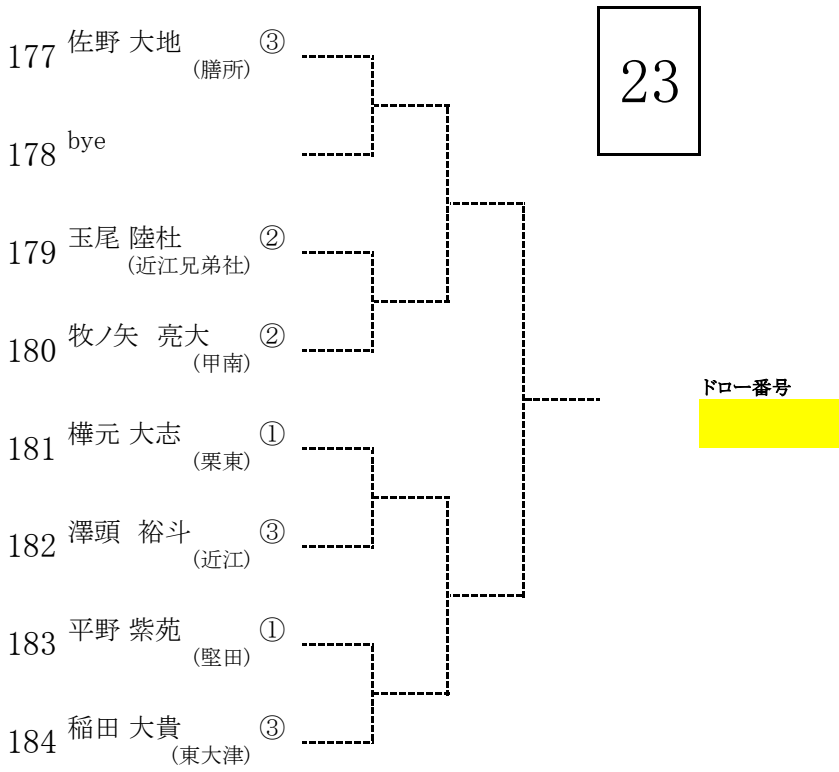 177 佐野 大地 ③
(膳所)
23
178 bye
179 玉尾 陸杜 ②
(近江兄弟社)
180 牧ノ矢 亮大 ②
(甲南)
ドロー番号
181 樺元 大志 ①
(栗東)
182 澤頭 裕斗 ③
(近江)
183 平野 紫苑 ①
(堅田)
184 稲田 大貴 ③
(東大津)